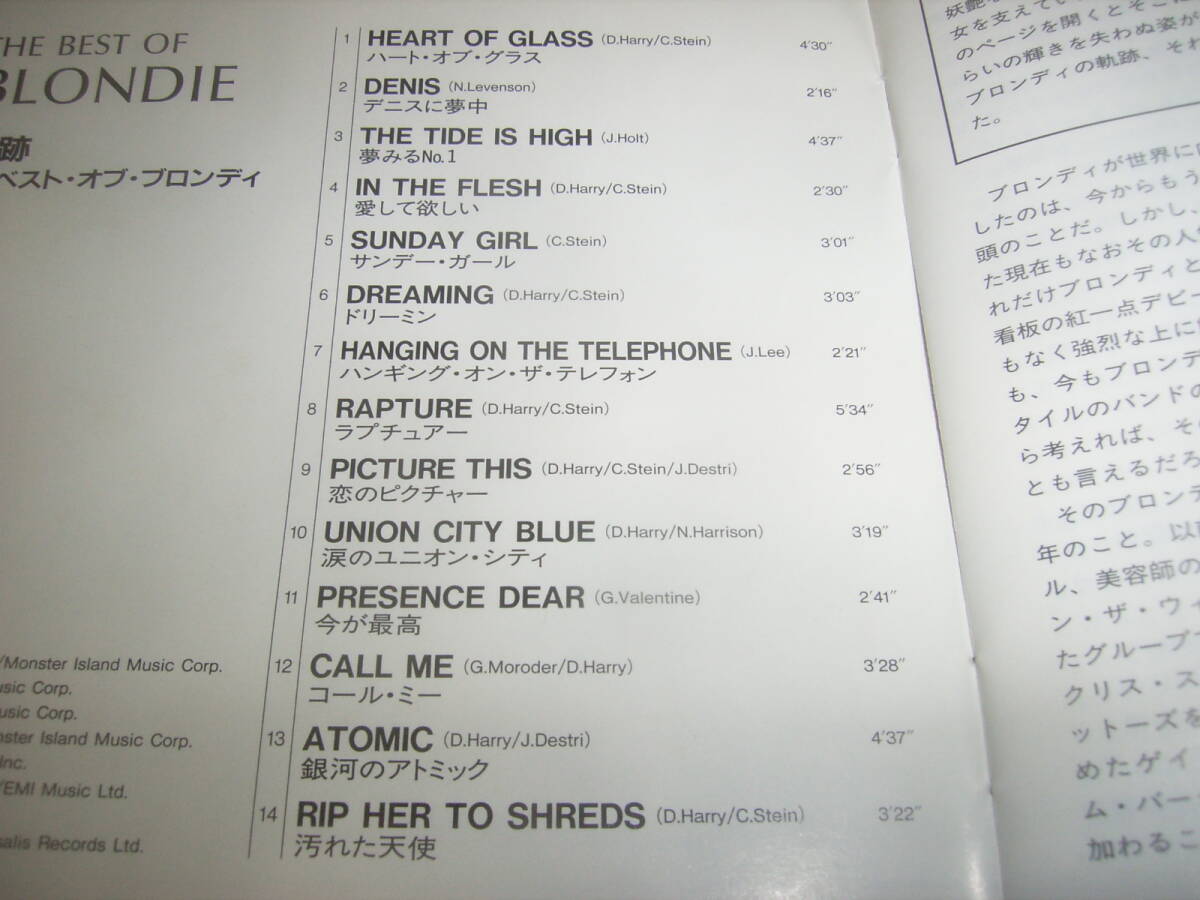 THE BEST OF
BLONDIE
跡
ベスト・オブ・ブロンディ
1 HEART OF GLASS (D.Harry/C.Stein) 4'30"
ハート・オブ・グラス
2 DENIS (N.Levenson) 2'16"
デニスに夢中
3 THE TIDE IS HIGH (J.Holt) 4'37"
夢みるNo.1
4 IN THE FLESH (D.Harry/C.Stein) 2'30"
愛して欲しい
5 SUNDAY GIRL (C.Stein) 3'01"
サンデー・ガール
6 DREAMING (D.Harry/C.Stein) 3'03"
ドリーミン
7 HANGING ON THE TELEPHONE (J.Lee) 2'21"
ハンギング・オン・ザ・テレフォン
8 RAPTURE (D.Harry/C.Stein) 5'34"
ラプチュアー
9 PICTURE THIS (D.Harry/C.Stein/J.Destri) 2'56"
恋のピクチャー
10 UNION CITY BLUE (D.Harry/N.Harrison) 3'19"
涙のユニオン・シティ
11 PRESENCE DEAR (G.Valentine) 2'41"
今が最高
12 CALL ME (G.Moroder/D.Harry) 3'28"
コール・ミー
13 ATOMIC (D.Harry/J.Destri) 4'37"
銀河のアトミック
14 RIP HER TO SHREDS (D.Harry/C.Stein) 3'22"
汚れた天使
/Monster Island Music Corp.
usic Corp.
usic Corp.
nster Island Music Corp.
Inc.
/EMI Music Ltd.
salis Records Ltd.
女を支えてい
のページを開くとそこに
らいの輝きを失わぬ姿が
ブロンディの軌跡、それ
た。
ブロンディが世界に
したのは、今からもう
頭のことだ。しかし、
た現在もなおその人
れだけブロンディと
看板の紅一点デビ
もなく強烈な上に
も、今もブロンデ
タイルのバンドの
ら考えれば、その
とも言えるだろ
そのブロンデ
年のこと。以
ル、美容師の
ン・ザ・ウィ
たグループ
クリス・ス
ットーズを
めたゲイ
ム・バー
加わるこ